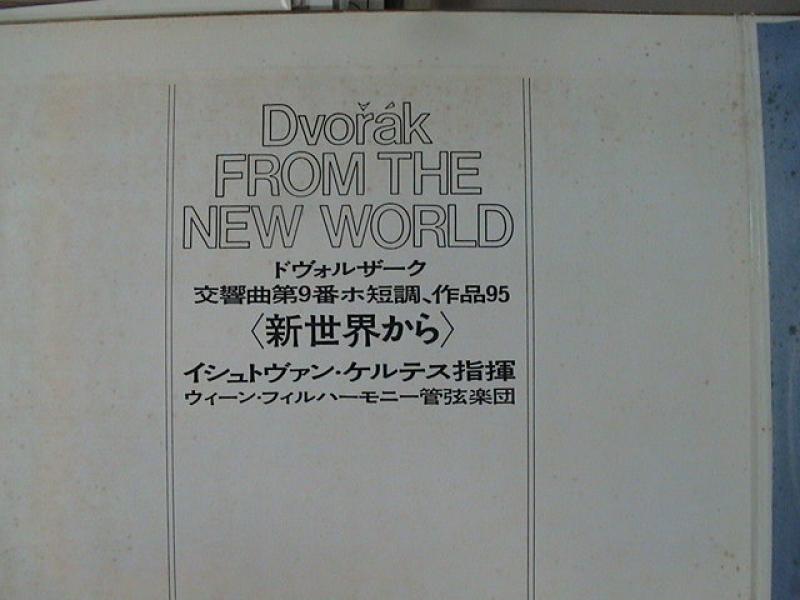 Dvořák
FROM THE
NEW WORLD
ドヴォルザーク
交響曲第9番ホ短調、作品95
〈新世界から〉
イシュトヴァン・ケルテス指揮
ウィーン・フィルハーモニー管弦楽団